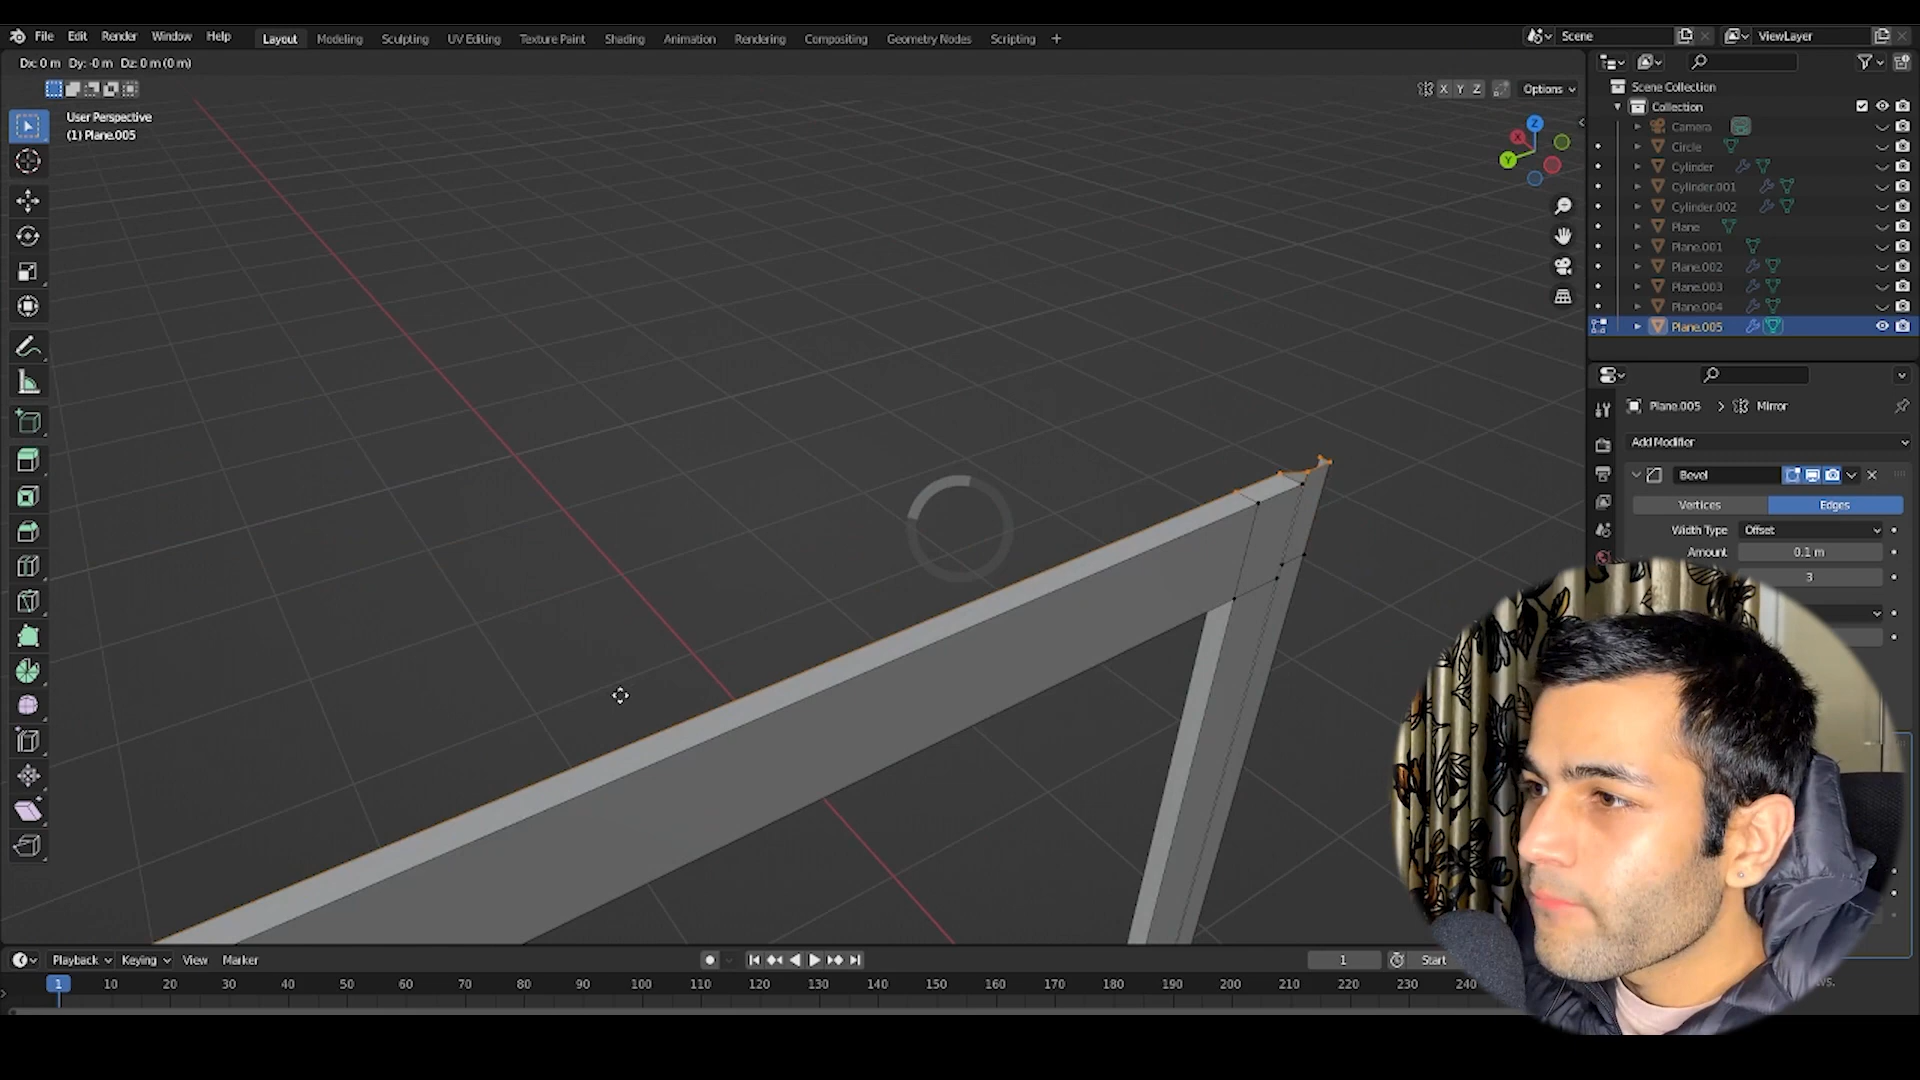 File Edit Render Window Help Layout Modeling Sculpting UV Editing Texture Paint Shading Animation Rendering Compositing Geometry Nodes Scripting + Scene ViewLayer
Dx: 0 m Dy: -0 m Dz: 0 m (0 m)
X Y Z Options
User Perspective
(1) Plane.005
Z
X
Y
Scene Collection
Collection
Camera
Circle
Cylinder
Cylinder.001
Cylinder.002
Plane
Plane.001
Plane.002
Plane.003
Plane.004
Plane.005
Plane.005 > Mirror
Add Modifier
Bevel
Vertices Edges
Width Type Offset
Amount 0.1 m
3
Playback Keying View Marker 1 Start
1 10 20 30 40 50 60 70 80 90 100 110 120 130 140 150 160 170 180 190 200 210 220 230 240